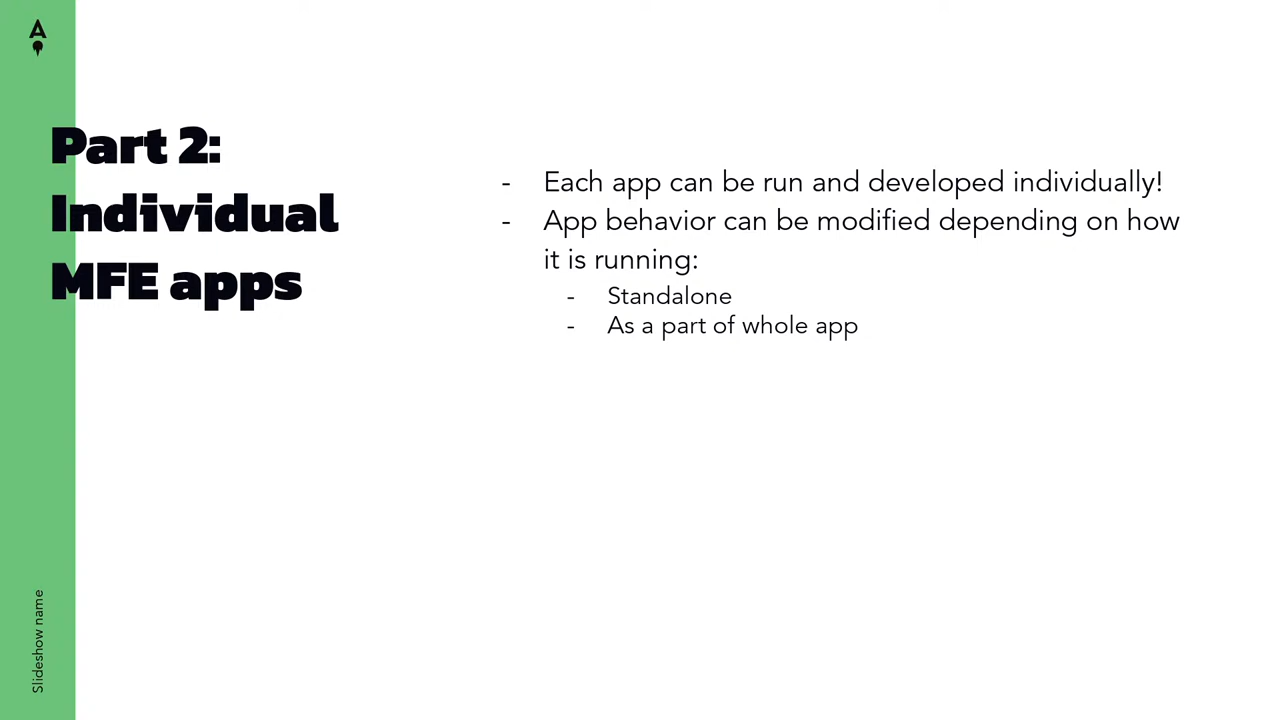 A
Part 2:
Individual
MFE apps
- Each app can be run and developed individually!
- App behavior can be modified depending on how
it is running:
- Standalone
- As a part of whole app
Slideshow name